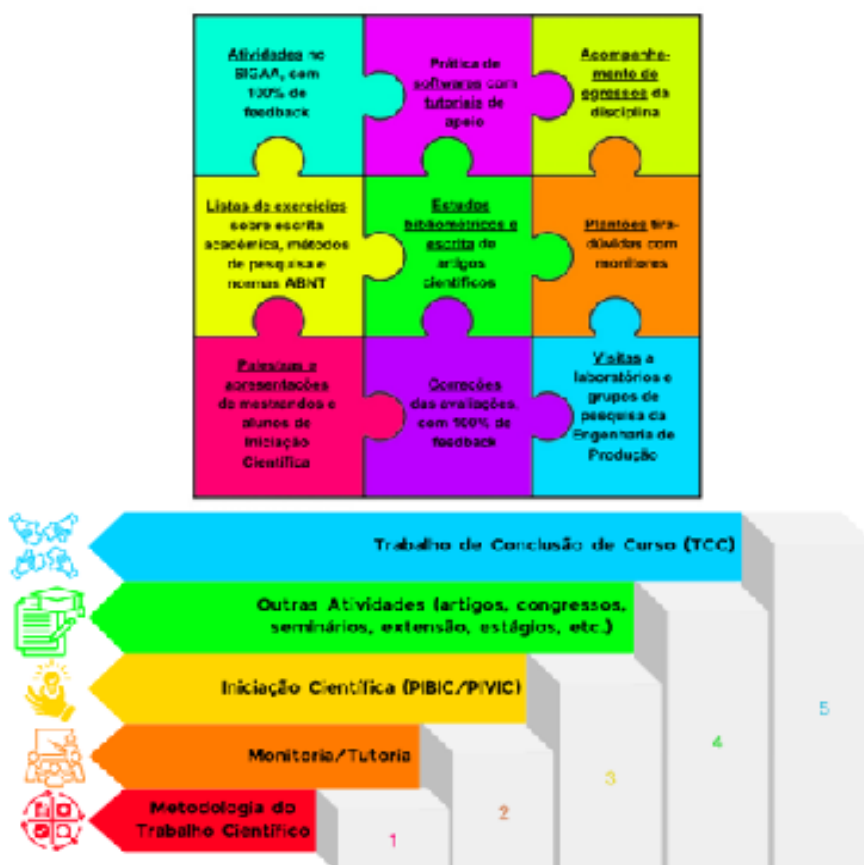 Atividades no
SIGAA, com
100% de
feedback
Prática de
softwares com
tutoriais de
apoio
Acompanha-
mento de
egressos da
disciplina
Listas de exercícios
sobre escrita
acadêmica, métodos
de pesquisa e
normas ABNT
Estudos
bibliométricos e
escrita de
artigos
científicos
Plantões tira-
dúvidas com
monitores
Palestras e
apresentações
de mestrandos e
alunos de
Iniciação
Científica
Correções
das avaliações,
com 100% de
feedback
Visitas a
laboratórios e
grupos de
pesquisa da
Engenharia de
Produção
Trabalho de Conclusão de Curso (TCC)
5
Outras Atividades (artigos, congressos,
seminários, extensão, estágios, etc.)
4
Iniciação Científica (PIBIC/PIVIC)
3
Monitoria/Tutoria
2
Metodologia do
Trabalho Científico
1